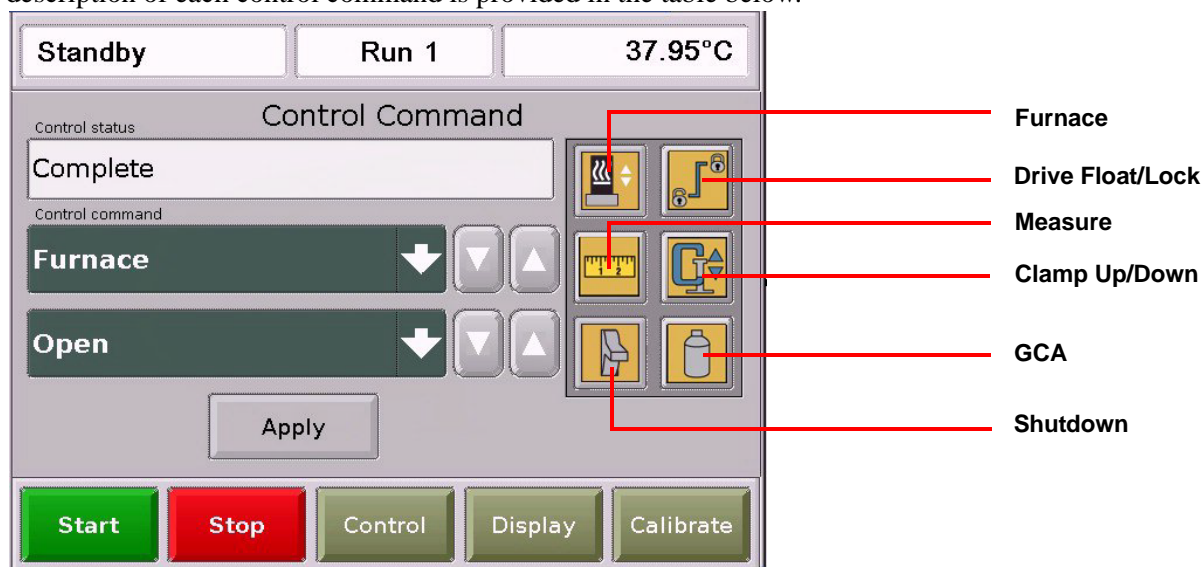 description of each control command is provided in the table below.
Standby Run 1 37.95°C
Control Command
Control status
Complete
Control command
Furnace
Open
Apply
Start Stop Control Display Calibrate
1 2
Furnace
Drive Float/Lock
Measure
Clamp Up/Down
GCA
Shutdown